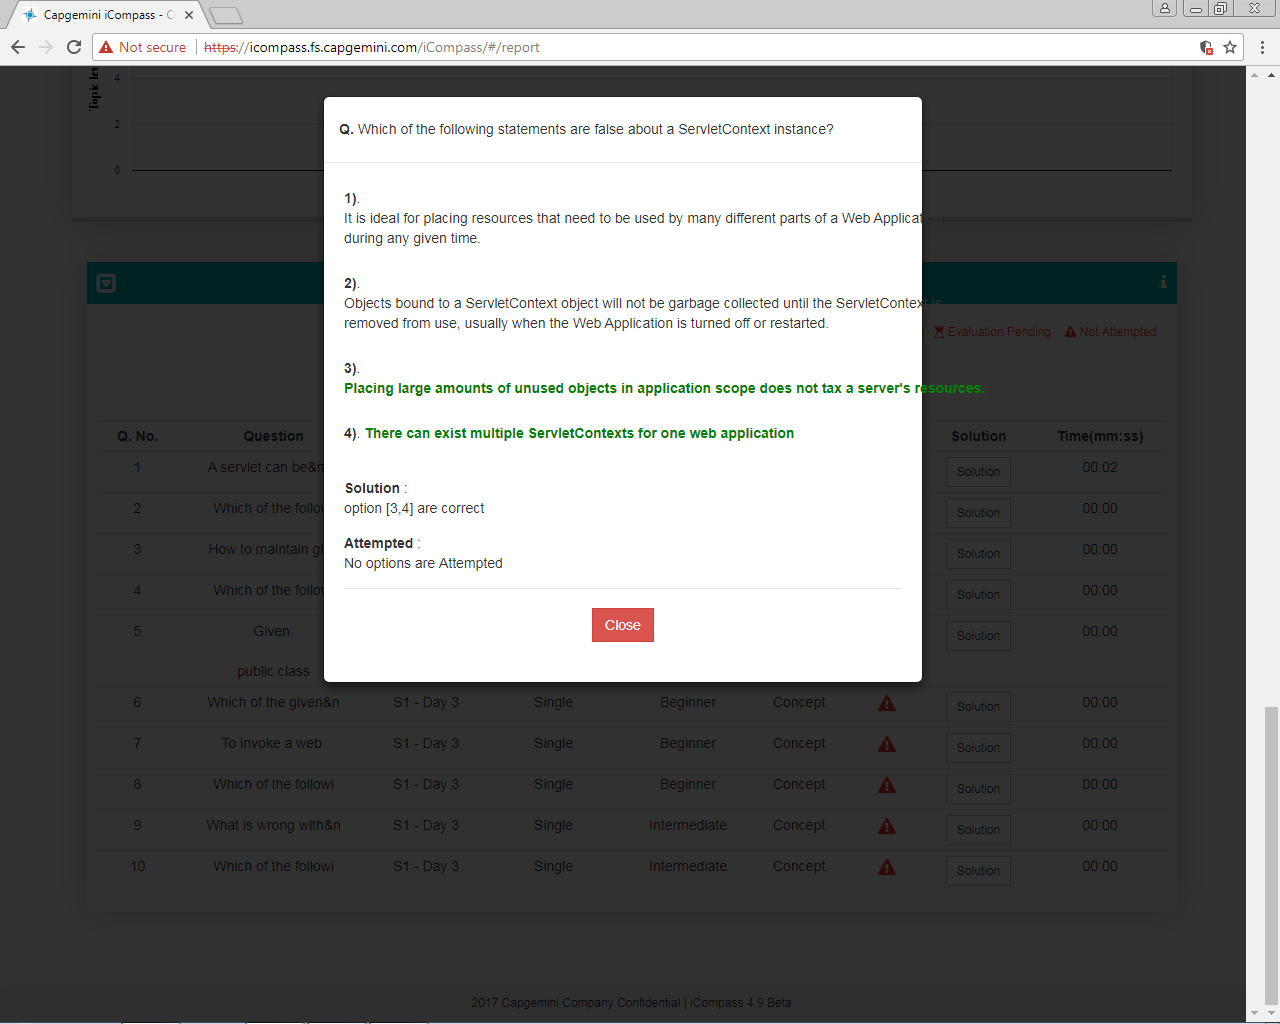 Capgemini iCompass - C
Not secure
https://icompass.fs.capgemini.com/iCompass/#/report
Topic lev
4
2
0
Q. Which of the following statements are false about a ServletContext instance?
1).
It is ideal for placing resources that need to be used by many different parts of a Web Application
during any given time.
2).
Objects bound to a ServletContext object will not be garbage collected until the ServletContext is
removed from use, usually when the Web Application is turned off or restarted.
3).
Placing large amounts of unused objects in application scope does not tax a server's resources.
4). There can exist multiple ServletContexts for one web application
Solution :
option [3,4] are correct
Attempted :
No options are Attempted
Close
Evaluation Pending Not Attempted
Q. No. Question Solution Time(mm:ss)
1 A servlet can be&n Solution 00:02
2 Which of the follow Solution 00:00
3 How to maintain gl Solution 00:00
4 Which of the follow Solution 00:00
5 Given: Solution 00:00
public class
6 Which of the given&n S1 - Day 3 Single Beginner Concept Solution 00:00
7 To invoke a web S1 - Day 3 Single Beginner Concept Solution 00:00
8 Which of the followi S1 - Day 3 Single Beginner Concept Solution 00:00
9 What is wrong with&n S1 - Day 3 Single Intermediate Concept Solution 00:00
10 Which of the followi S1 - Day 3 Single Intermediate Concept Solution 00:00
2017 Capgemini Company Confidential | iCompass 4.9 Beta